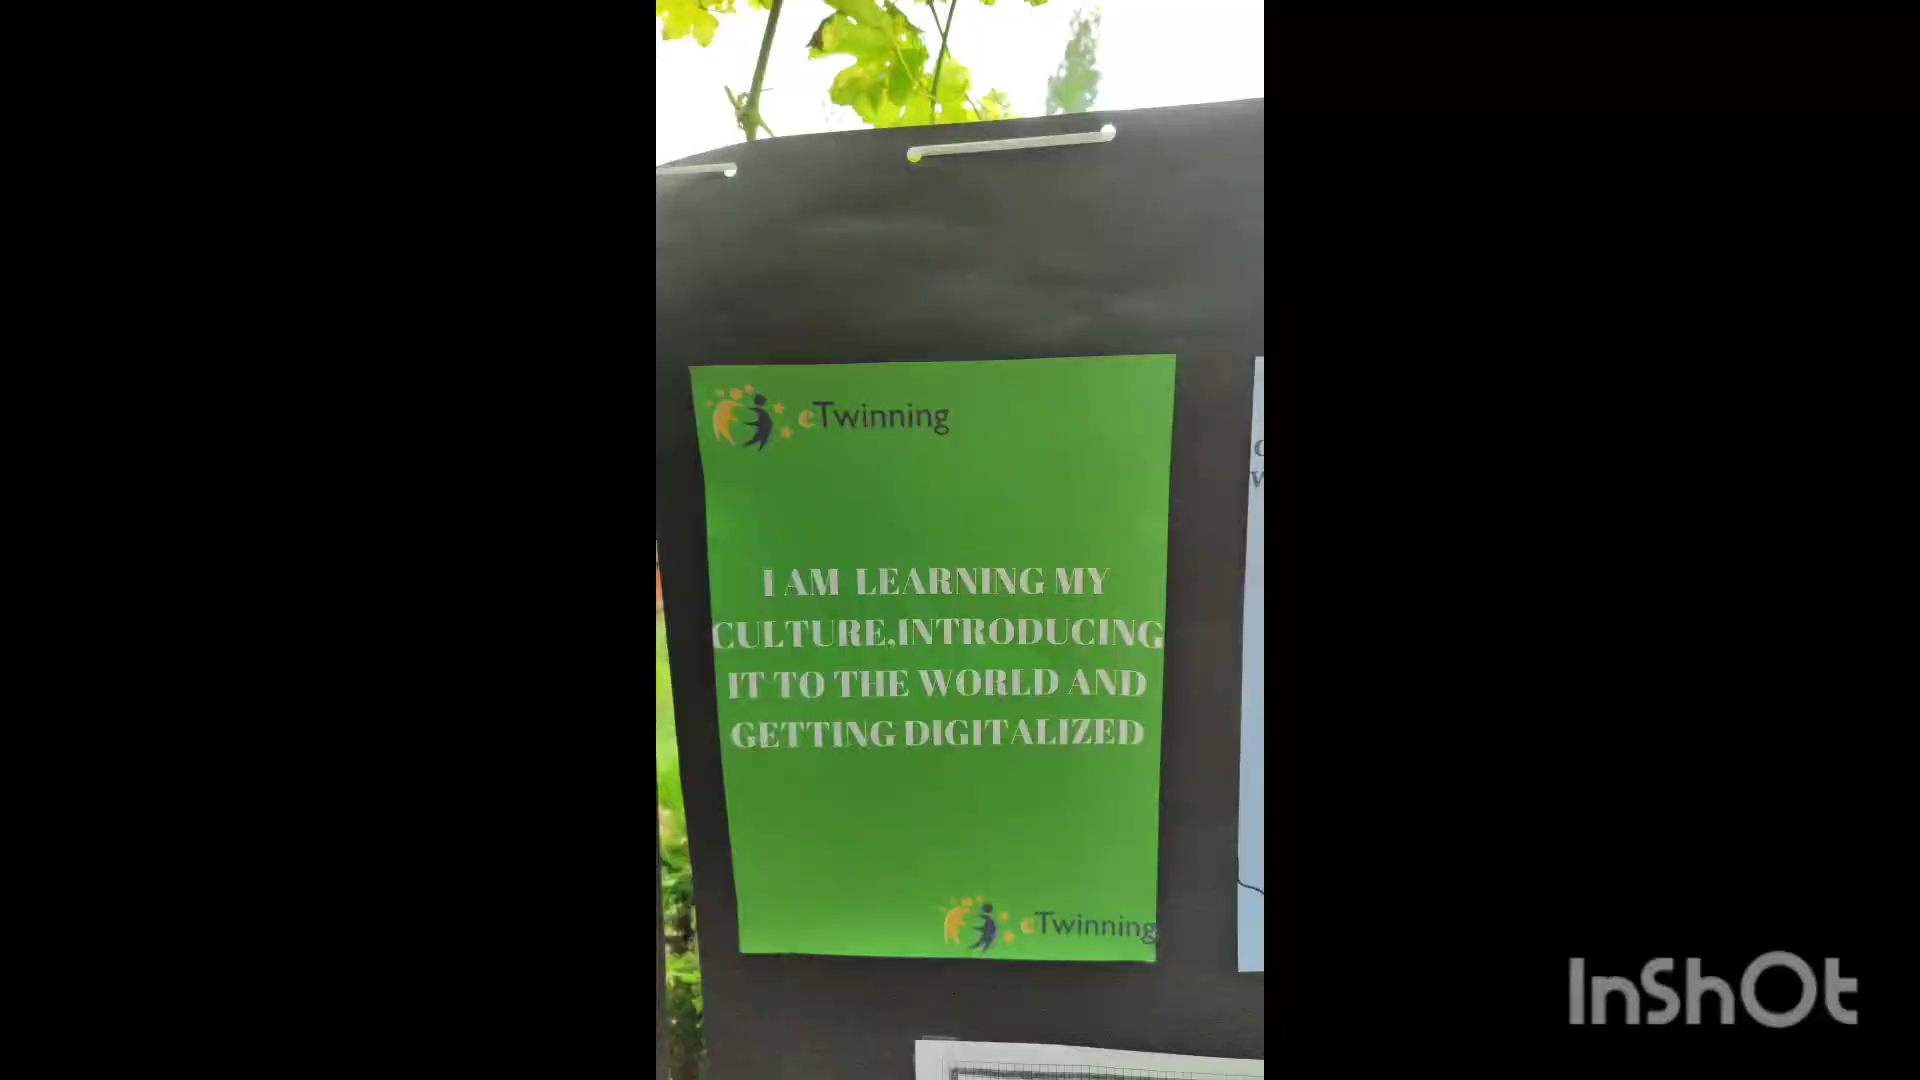 eTwinning
I AM LEARNING MY
CULTURE,INTRODUCING
IT TO THE WORLD AND
GETTING DIGITALIZED
eTwinning
InShOt